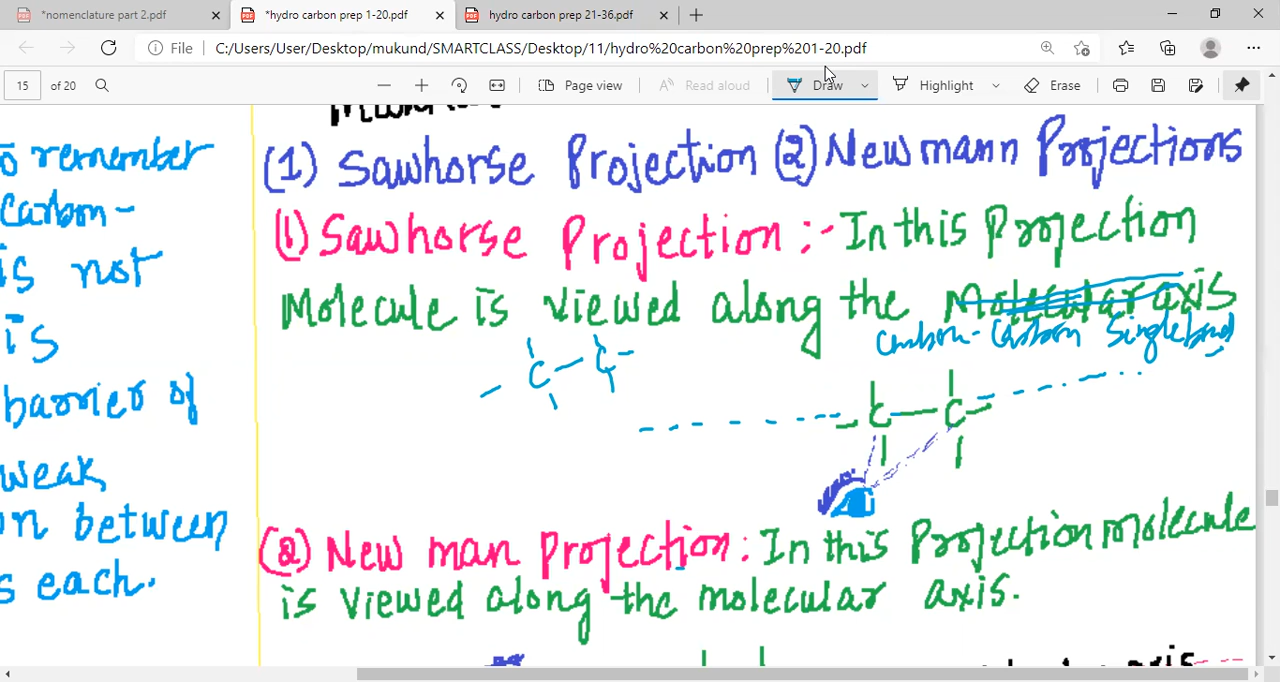 *nomenclature part 2.pdf
*hydro carbon prep 1-20.pdf
hydro carbon prep 21-36.pdf
File
C:/Users/User/Desktop/mukund/SMARTCLASS/Desktop/11/hydro%20carbon%20prep%201-20.pdf
15 of 20
Page view
Read aloud
Draw
Highlight
Erase
(1) Sawhorse Projection (2) Newmann Projections
(1) Sawhorse Projection :- In this Projection
Molecule is viewed along the Molecular axis
Carbon-Carbon Single bond
C C
C C
(2) New man Projection: In this Projection molecule
is viewed along the molecular axis.
axis
o remember
Carbon-
is not
is
barrier of
weak
on between
s each.